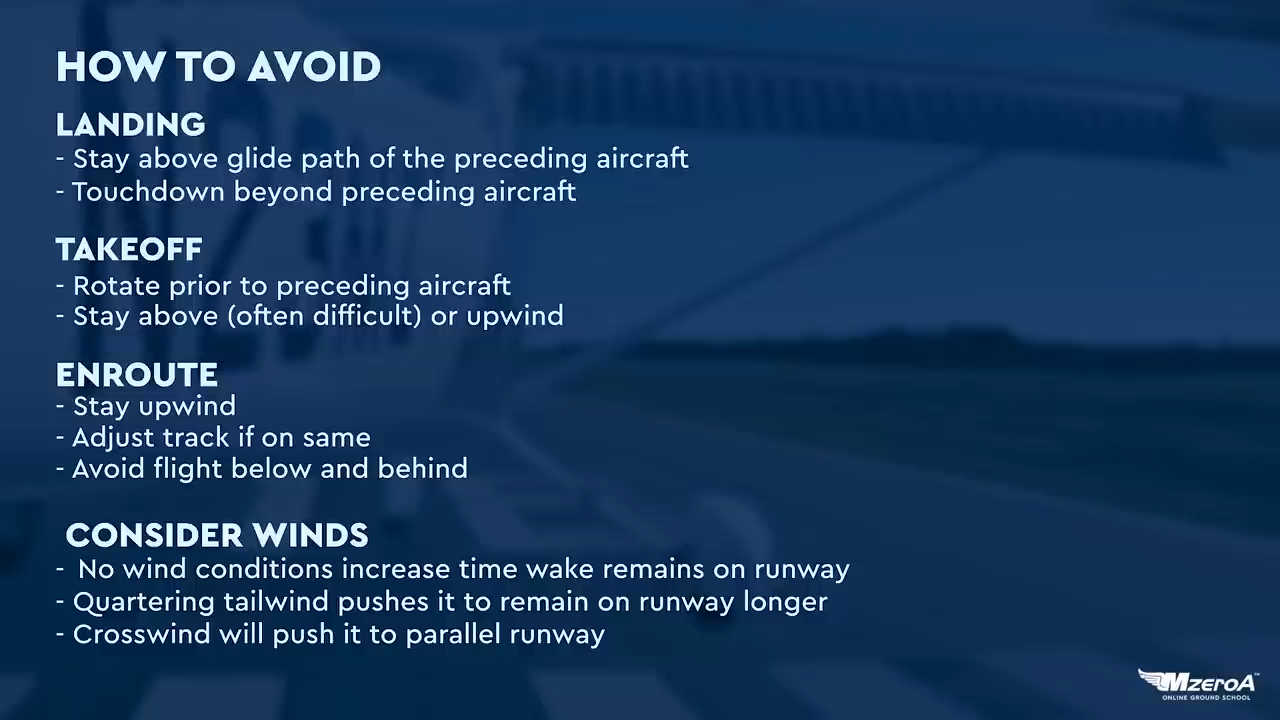 HOW TO AVOID
LANDING
- Stay above glide path of the preceding aircraft
- Touchdown beyond preceding aircraft
TAKEOFF
- Rotate prior to preceding aircraft
- Stay above (often difficult) or upwind
ENROUTE
- Stay upwind
- Adjust track if on same
- Avoid flight below and behind
CONSIDER WINDS
- No wind conditions increase time wake remains on runway
- Quartering tailwind pushes it to remain on runway longer
- Crosswind will push it to parallel runway
MZEROA™
ONLINE GROUND SCHOOL